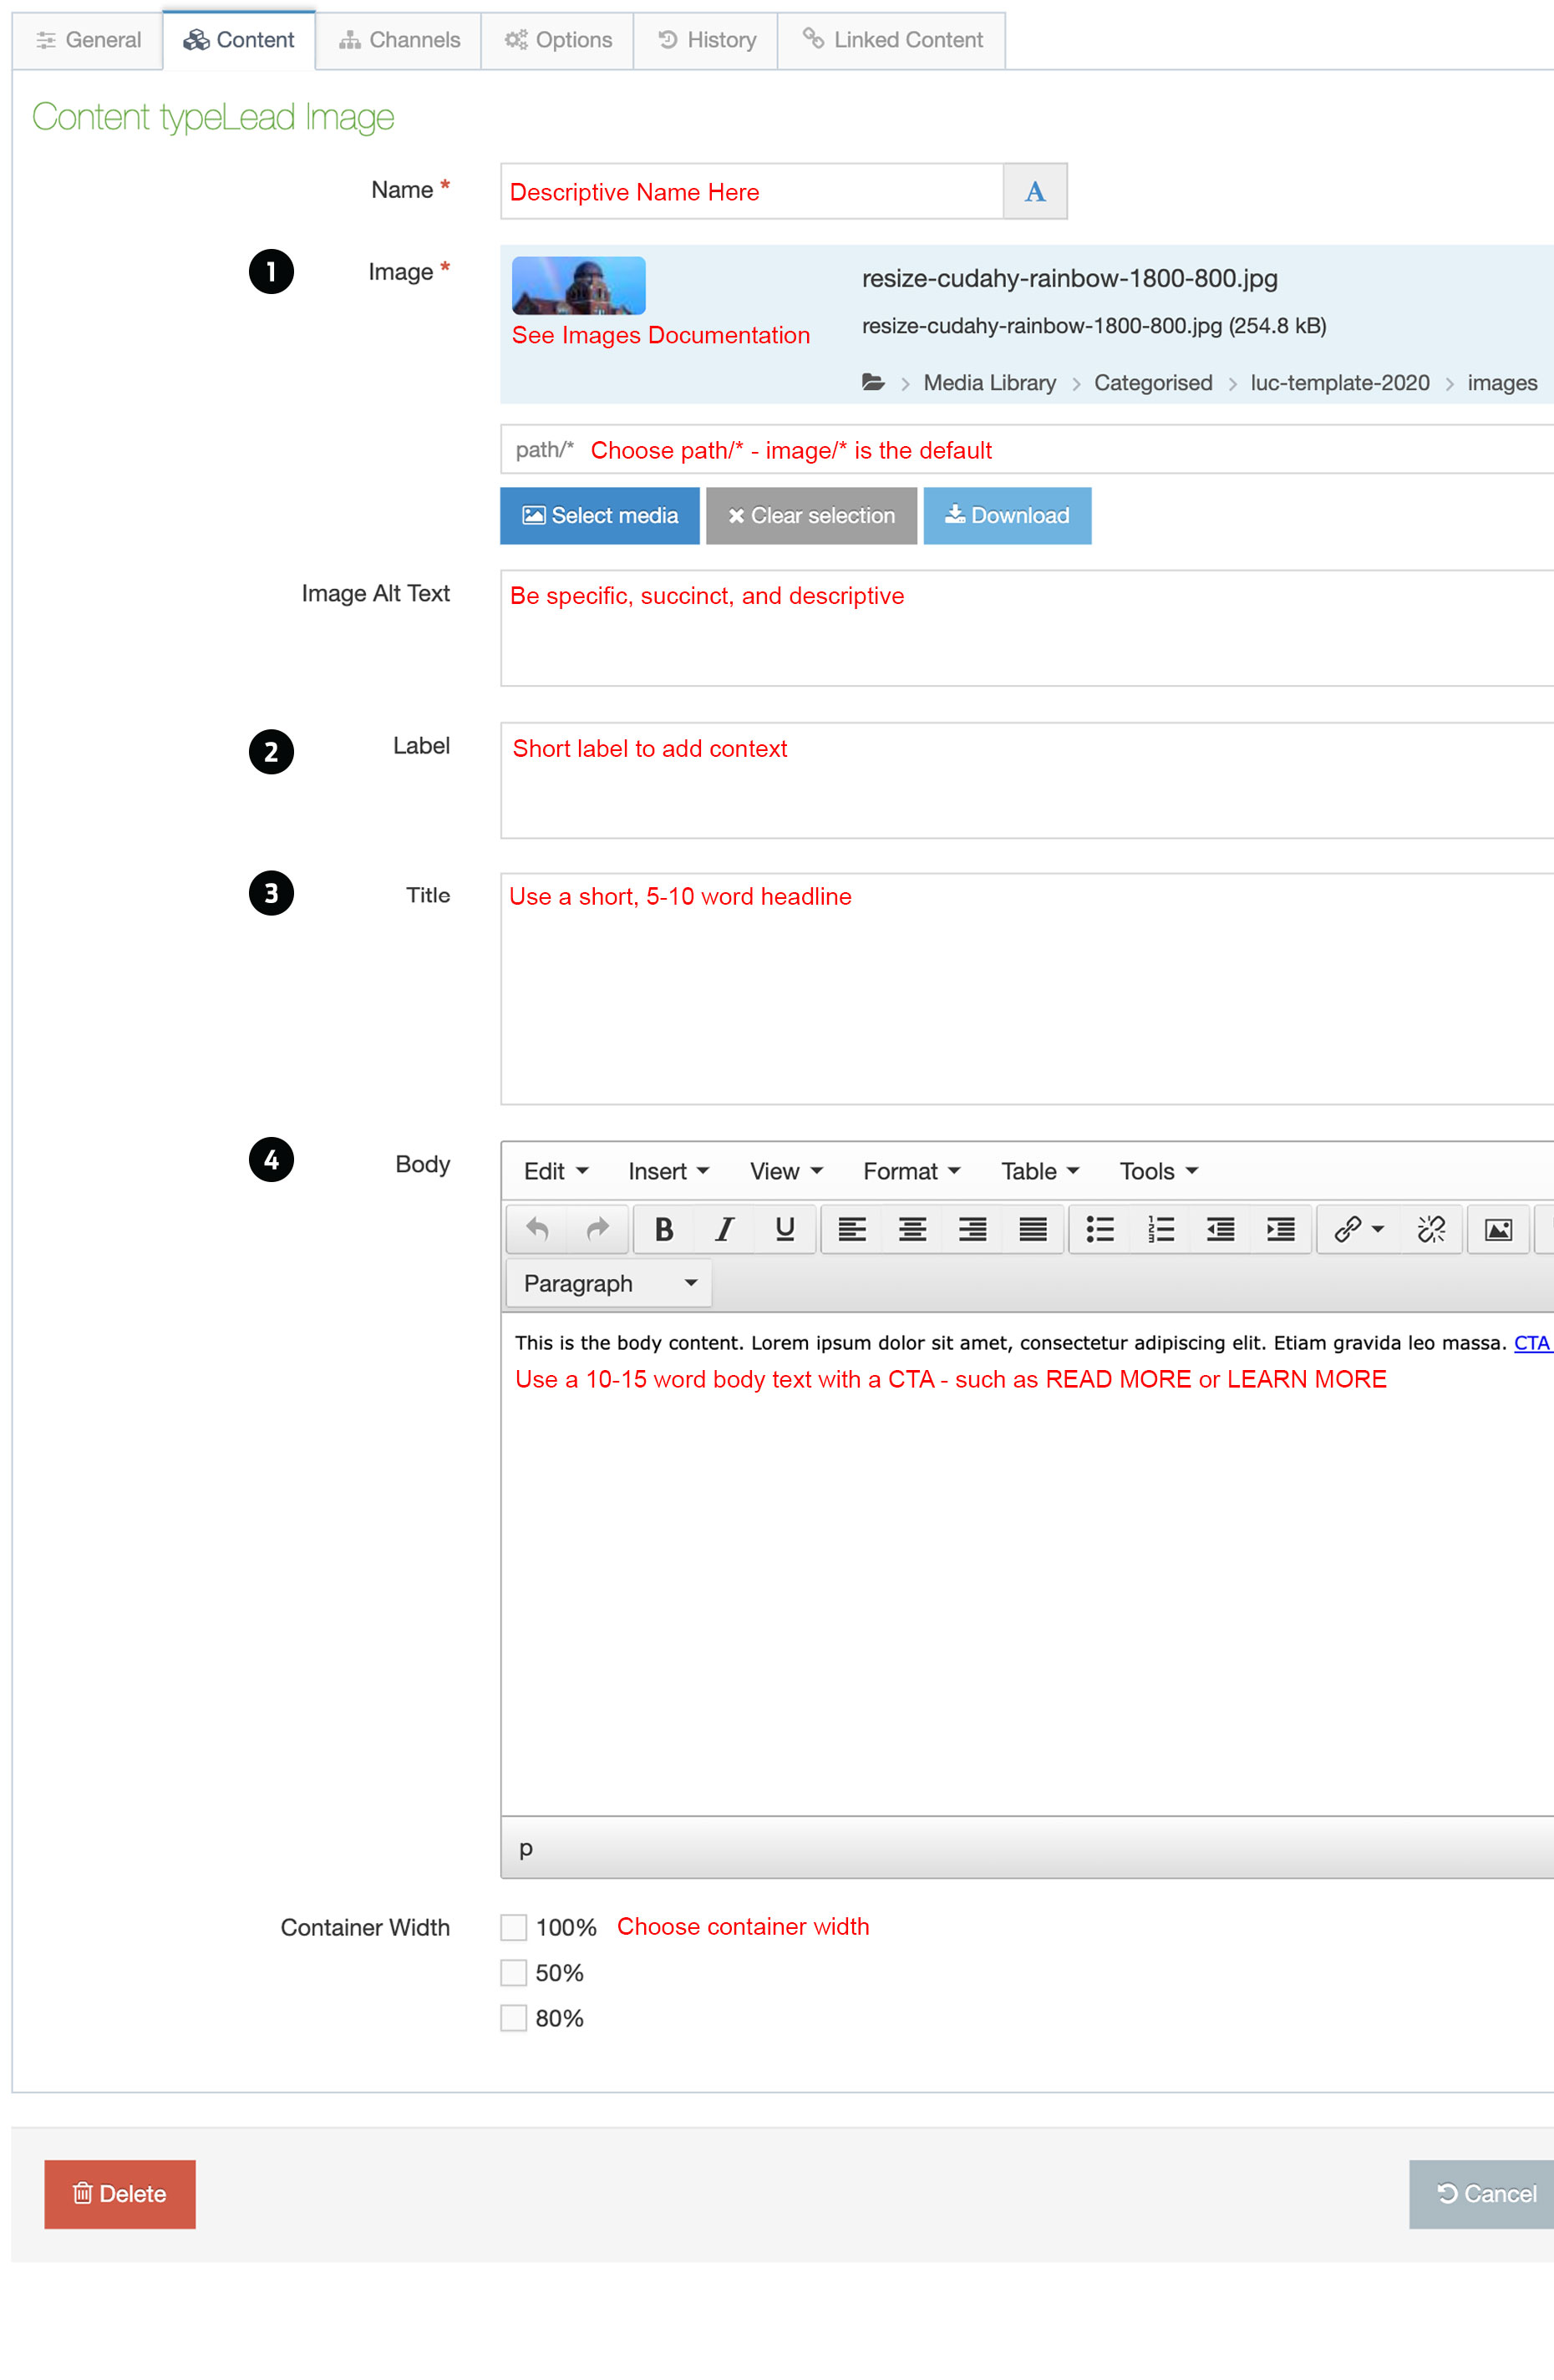 General Content Channels Options History Linked Content
Content typeLead Image
Name * Descriptive Name Here A
1 Image * resize-cudahy-rainbow-1800-800.jpg
See Images Documentation resize-cudahy-rainbow-1800-800.jpg (254.8 kB)
> Media Library > Categorised > luc-template-2020 > images
path/* Choose path/* - image/* is the default
Select media Clear selection Download
Image Alt Text Be specific, succinct, and descriptive
2 Label Short label to add context
3 Title Use a short, 5-10 word headline
4 Body Edit Insert View Format Table Tools
B I U
Paragraph
This is the body content. Lorem ipsum dolor sit amet, consectetur adipiscing elit. Etiam gravida leo massa. CTA
Use a 10-15 word body text with a CTA - such as READ MORE or LEARN MORE
p
Container Width 100% Choose container width
50%
80%
Delete Cancel